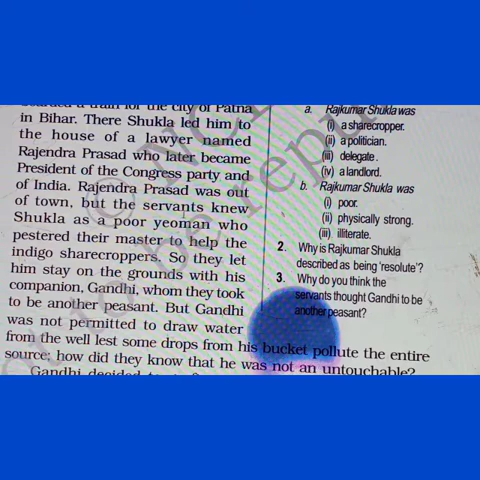 boarded a train for the city of Patna
in Bihar. There Shukla led him to
the house of a lawyer named
Rajendra Prasad who later became
President of the Congress party and
of India. Rajendra Prasad was out
of town, but the servants knew
Shukla as a poor yeoman who
pestered their master to help the
indigo sharecroppers. So they let
him stay on the grounds with his
companion, Gandhi, whom they took
to be another peasant. But Gandhi
was not permitted to draw water
from the well lest some drops from his bucket pollute the entire
source; how did they know that he was not an untouchable?
Gandhi decided
a. Rajkumar Shukla was
(i) a sharecropper.
(ii) a politician.
(iii) delegate.
(iv) a landlord.
b. Rajkumar Shukla was
(i) poor.
(ii) physically strong.
(iii) illiterate.
2. Why is Rajkumar Shukla
described as being ‘resolute’?
3. Why do you think the
servants thought Gandhi to be
another peasant?